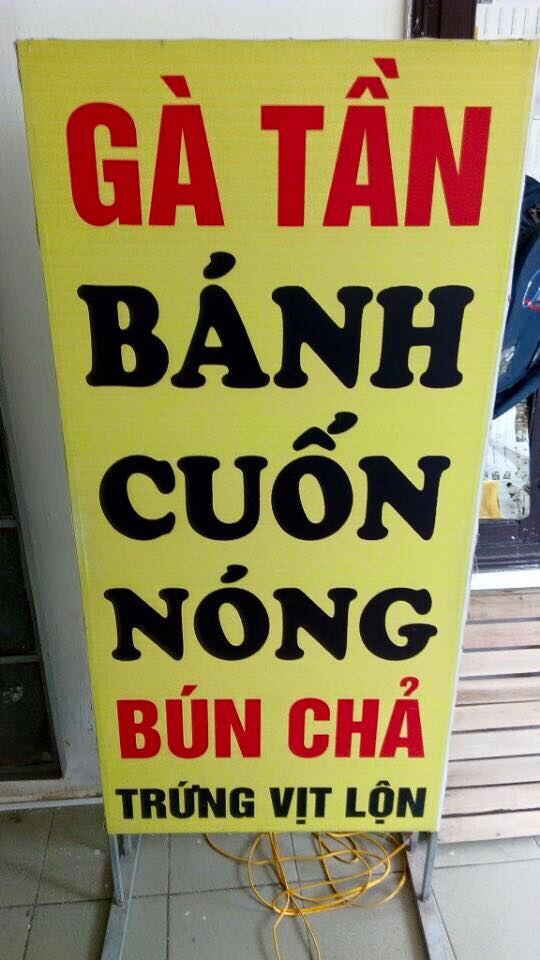 GÀ TẦN
BÁNH
CUỐN
NÓNG
BÚN CHẢ
TRỨNG VỊT LỘN